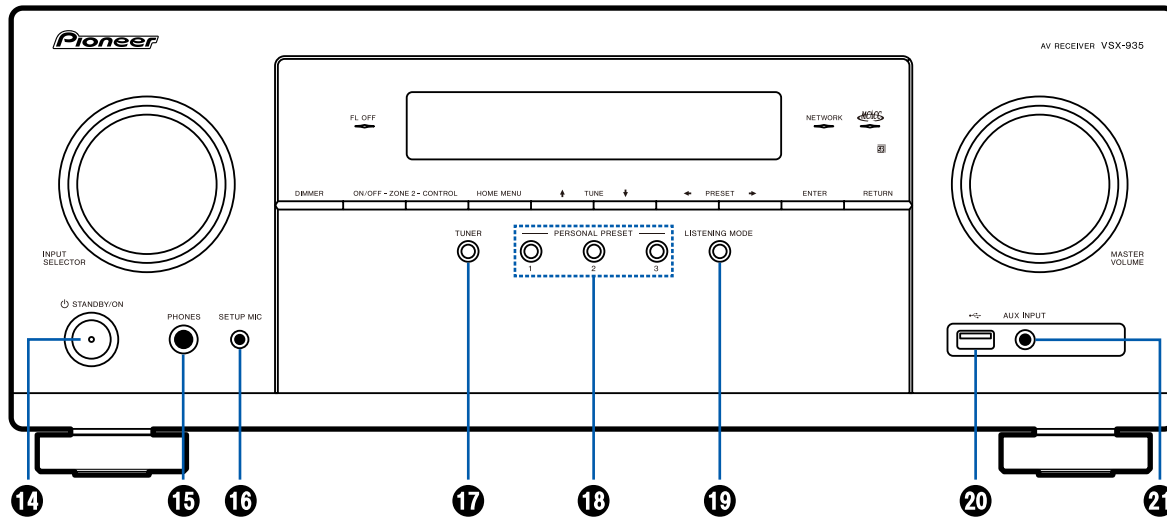 Pioneer
AV RECEIVER VSX-935
FL OFF
NETWORK
MCACC
DIMMER
ON/OFF - ZONE 2 - CONTROL
HOME MENU
TUNE
PRESET
ENTER
RETURN
TUNER
PERSONAL PRESET
LISTENING MODE
1 2 3
INPUT
SELECTOR
MASTER
VOLUME
STANDBY/ON
PHONES
SETUP MIC
AUX INPUT
14 15 16 17 18 19 20 21